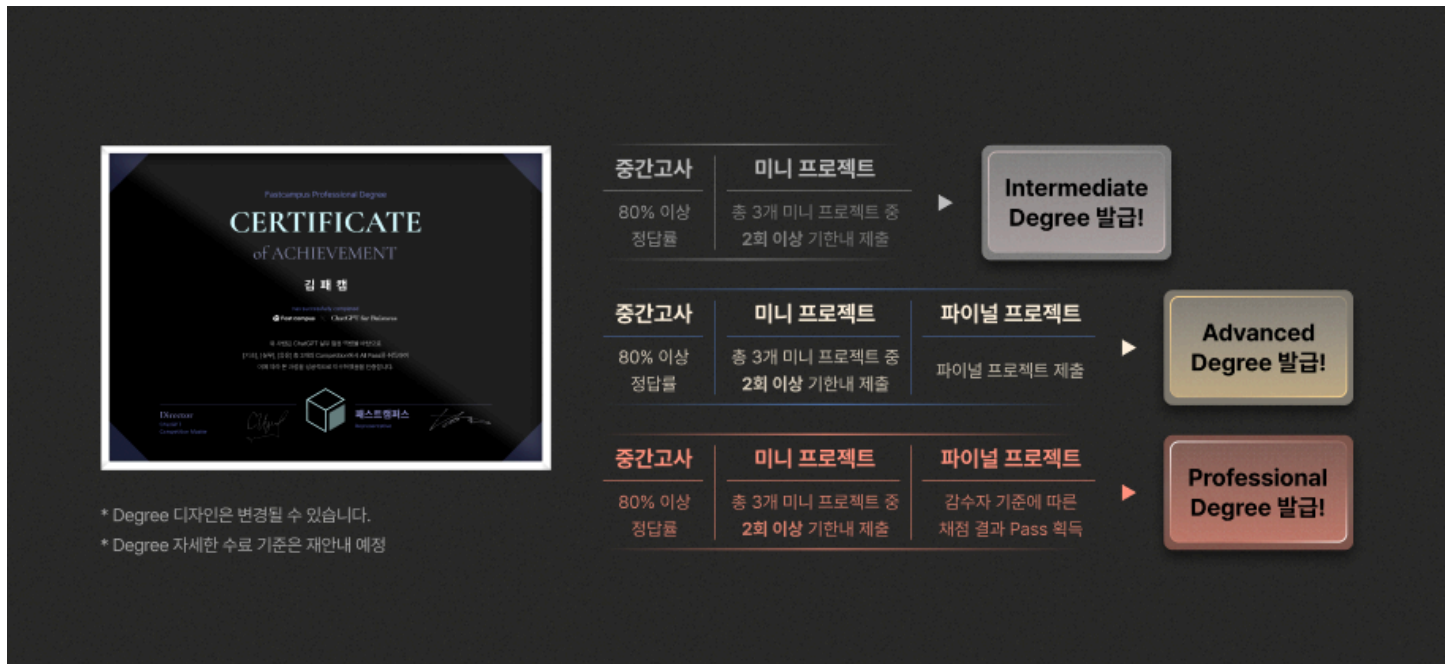 Fastcampus Professional Degree
CERTIFICATE
of ACHIEVEMENT
김 패 캠
has successfully completed
Fast campus ChatGPT for Business
Director
패스트캠퍼스
Representative
* Degree 디자인은 변경될 수 있습니다.
* Degree 자세한 수료 기준은 재안내 예정
중간고사 미니 프로젝트
80% 이상 총 3개 미니 프로젝트 중
정답률 2회 이상 기한내 제출
Intermediate
Degree 발급!
중간고사 미니 프로젝트 파이널 프로젝트
80% 이상 총 3개 미니 프로젝트 중
정답률 2회 이상 기한내 제출
파이널 프로젝트 제출
Advanced
Degree 발급!
중간고사 미니 프로젝트 파이널 프로젝트
80% 이상 총 3개 미니 프로젝트 중 감수자 기준에 따른
정답률 2회 이상 기한내 제출 채점 결과 Pass 획득
Professional
Degree 발급!